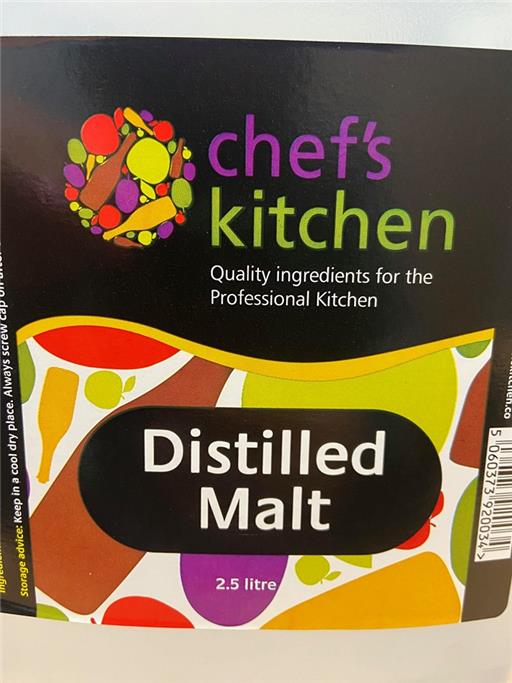 chef's
kitchen
Quality ingredients for the
Professional Kitchen
Distilled
Malt
2.5 litre
Storage advice: Keep in a cool dry place. Always screw cap on
5 060373 920034 >